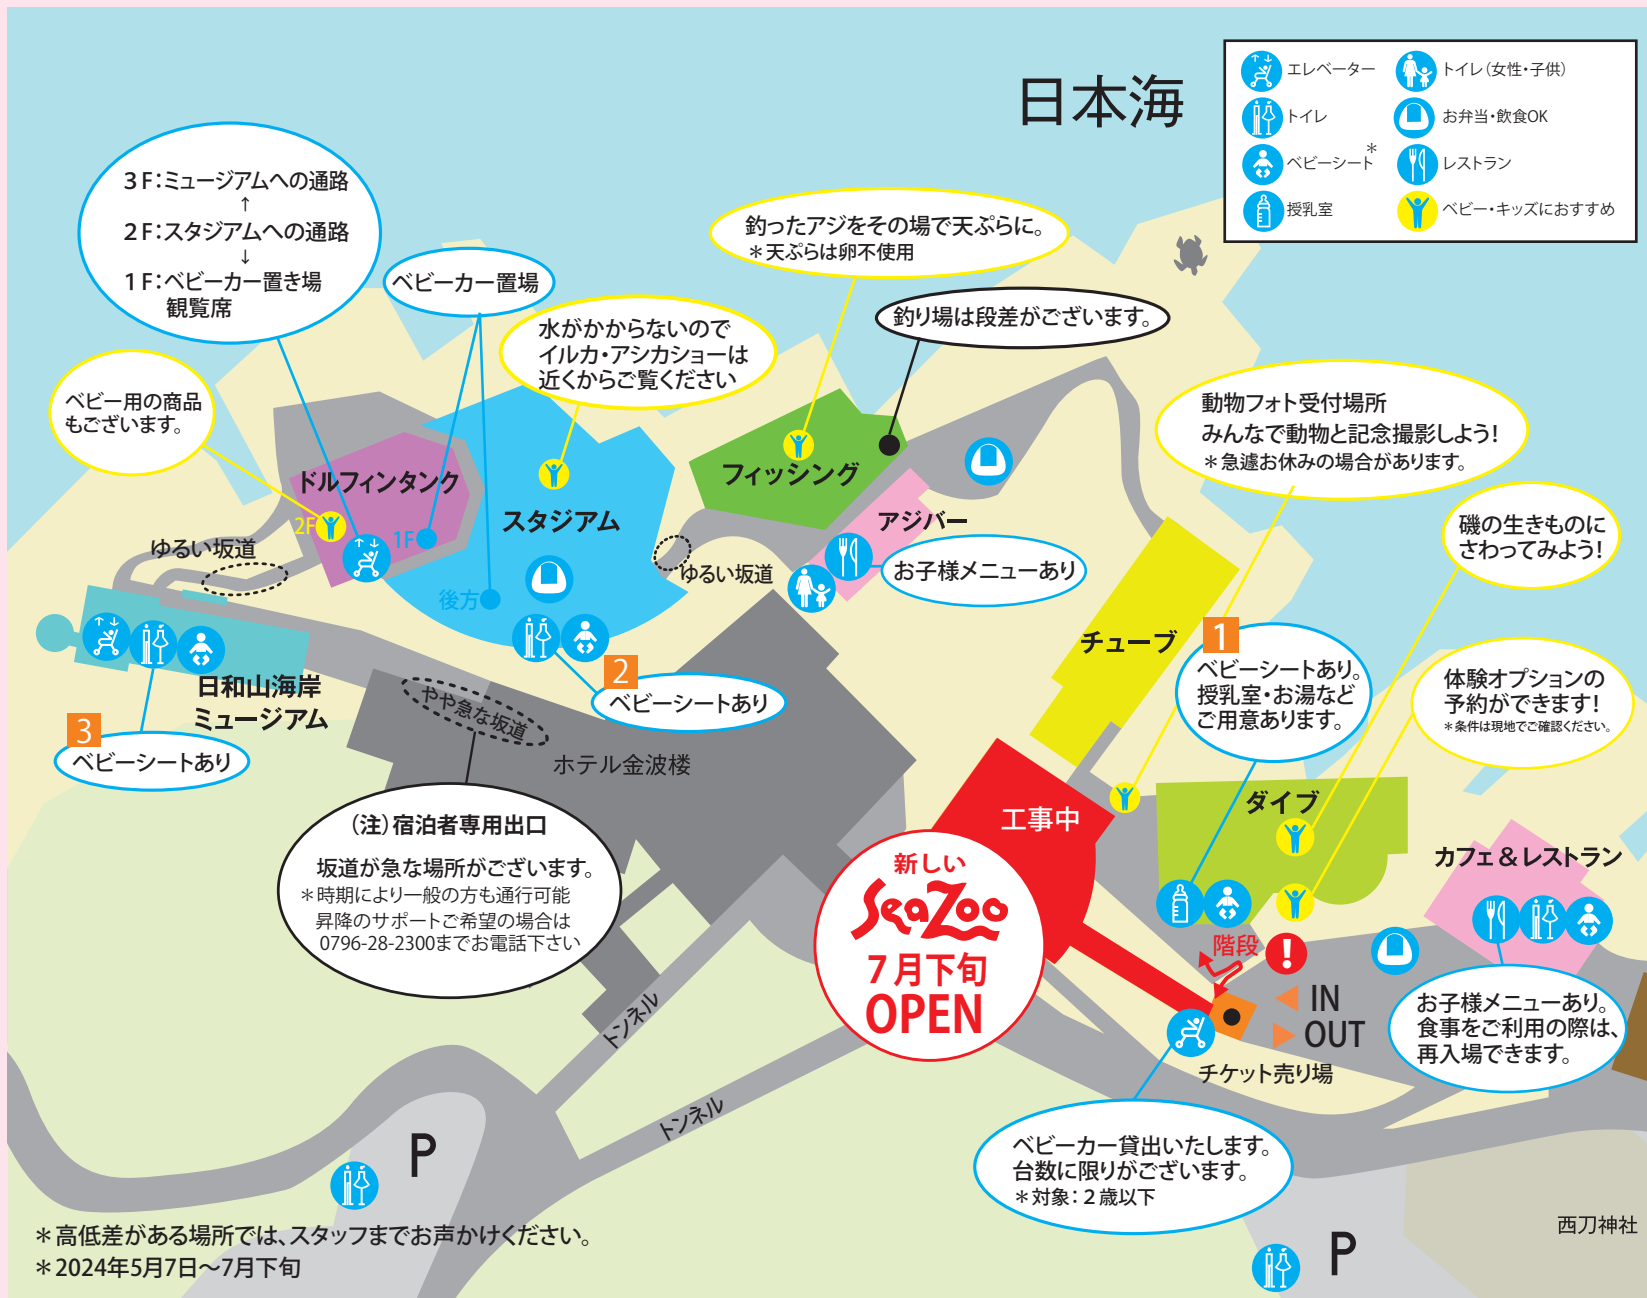 日本海
エレベーター
トイレ(女性・子供)
トイレ
お弁当・飲食OK
ベビーシート*
レストラン
授乳室
ベビー・キッズにおすすめ
3F:ミュージアムへの通路
↑
2F:スタジアムへの通路
↓
1F:ベビーカー置き場
観覧席
ベビーカー置場
釣ったアジをその場で天ぷらに。
＊天ぷらは卵不使用
釣り場は段差がございます。
水がかからないので
イルカ・アシカショーは
近くからご覧ください
ベビー用の商品
もございます。
動物フォト受付場所
みんなで動物と記念撮影しよう!
＊急遽お休みの場合があります。
磯の生きものに
さわってみよう!
ドルフィンタンク
2F
1F
スタジアム
後方
フィッシング
アジバー
お子様メニューあり
ゆるい坂道
ゆるい坂道
チューブ
1
ベビーシートあり。
授乳室・お湯など
ご用意あります。
体験オプションの
予約ができます!
＊条件は現地でご確認ください。
日和山海岸
ミュージアム
2
ベビーシートあり
3
ベビーシートあり
やや急な坂道
ホテル金波楼
(注)宿泊者専用出口
坂道が急な場所がございます。
＊時期により一般の方も通行可能
昇降のサポートご希望の場合は
0796-28-2300までお電話下さい
工事中
新しい
SeaZoo
7月下旬
OPEN
ダイブ
カフェ&レストラン
階段
!
IN
OUT
チケット売り場
お子様メニューあり。
食事をご利用の際は、
再入場できます。
トンネル
トンネル
ベビーカー貸出いたします。
台数に限りがございます。
＊対象:2歳以下
P
P
西刀神社
＊高低差がある場所では、スタッフまでお声かけください。
＊2024年5月7日〜7月下旬